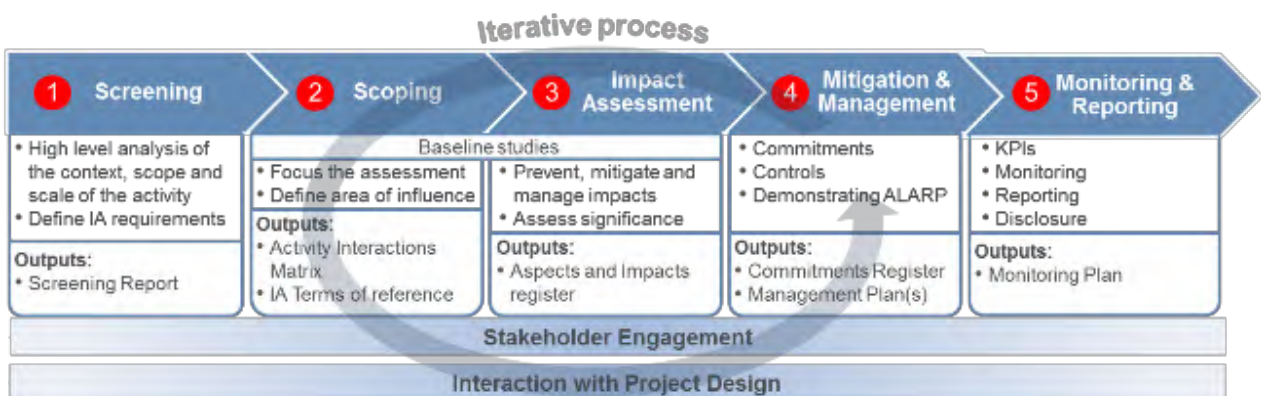 Iterative process
1 Screening
2 Scoping
3 Impact
Assessment
4 Mitigation &
Management
5 Monitoring &
Reporting
• High level analysis of
the context, scope and
scale of the activity
• Define IA requirements
Outputs:
• Screening Report
Baseline studies
• Focus the assessment
• Define area of influence
Outputs:
• Activity Interactions
Matrix
• IA Terms of reference
• Prevent, mitigate and
manage impacts
• Assess significance
Outputs:
• Aspects and Impacts
register
• Commitments
• Controls
• Demonstrating ALARP
Outputs:
• Commitments Register
• Management Plan(s)
• KPIs
• Monitoring
• Reporting
• Disclosure
Outputs:
• Monitoring Plan
Stakeholder Engagement
Interaction with Project Design